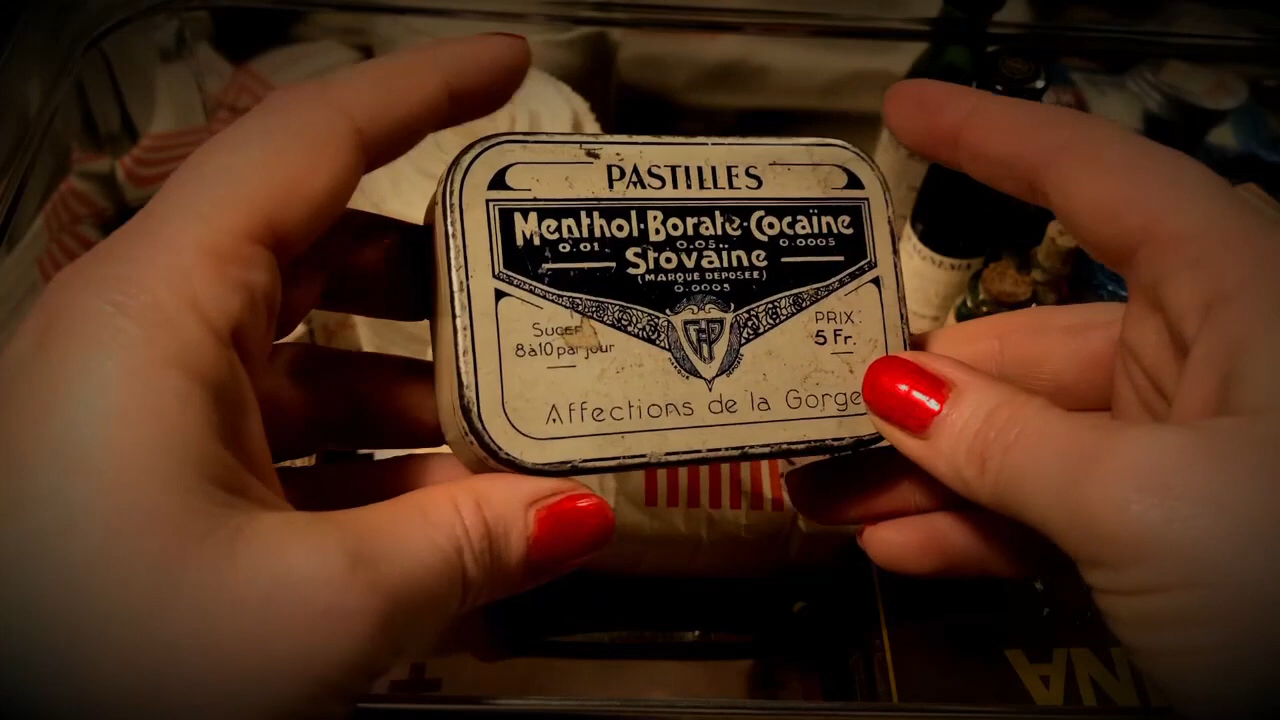 PASTILLES
Menthol·Borate·Cocaïne
0.01 0.05 0.0005
Stovaïne
(MARQUE DÉPOSÉE)
0.0005
SUCER
8 à 10 par jour
PRIX:
5 Fr.
Affections de la Gorge